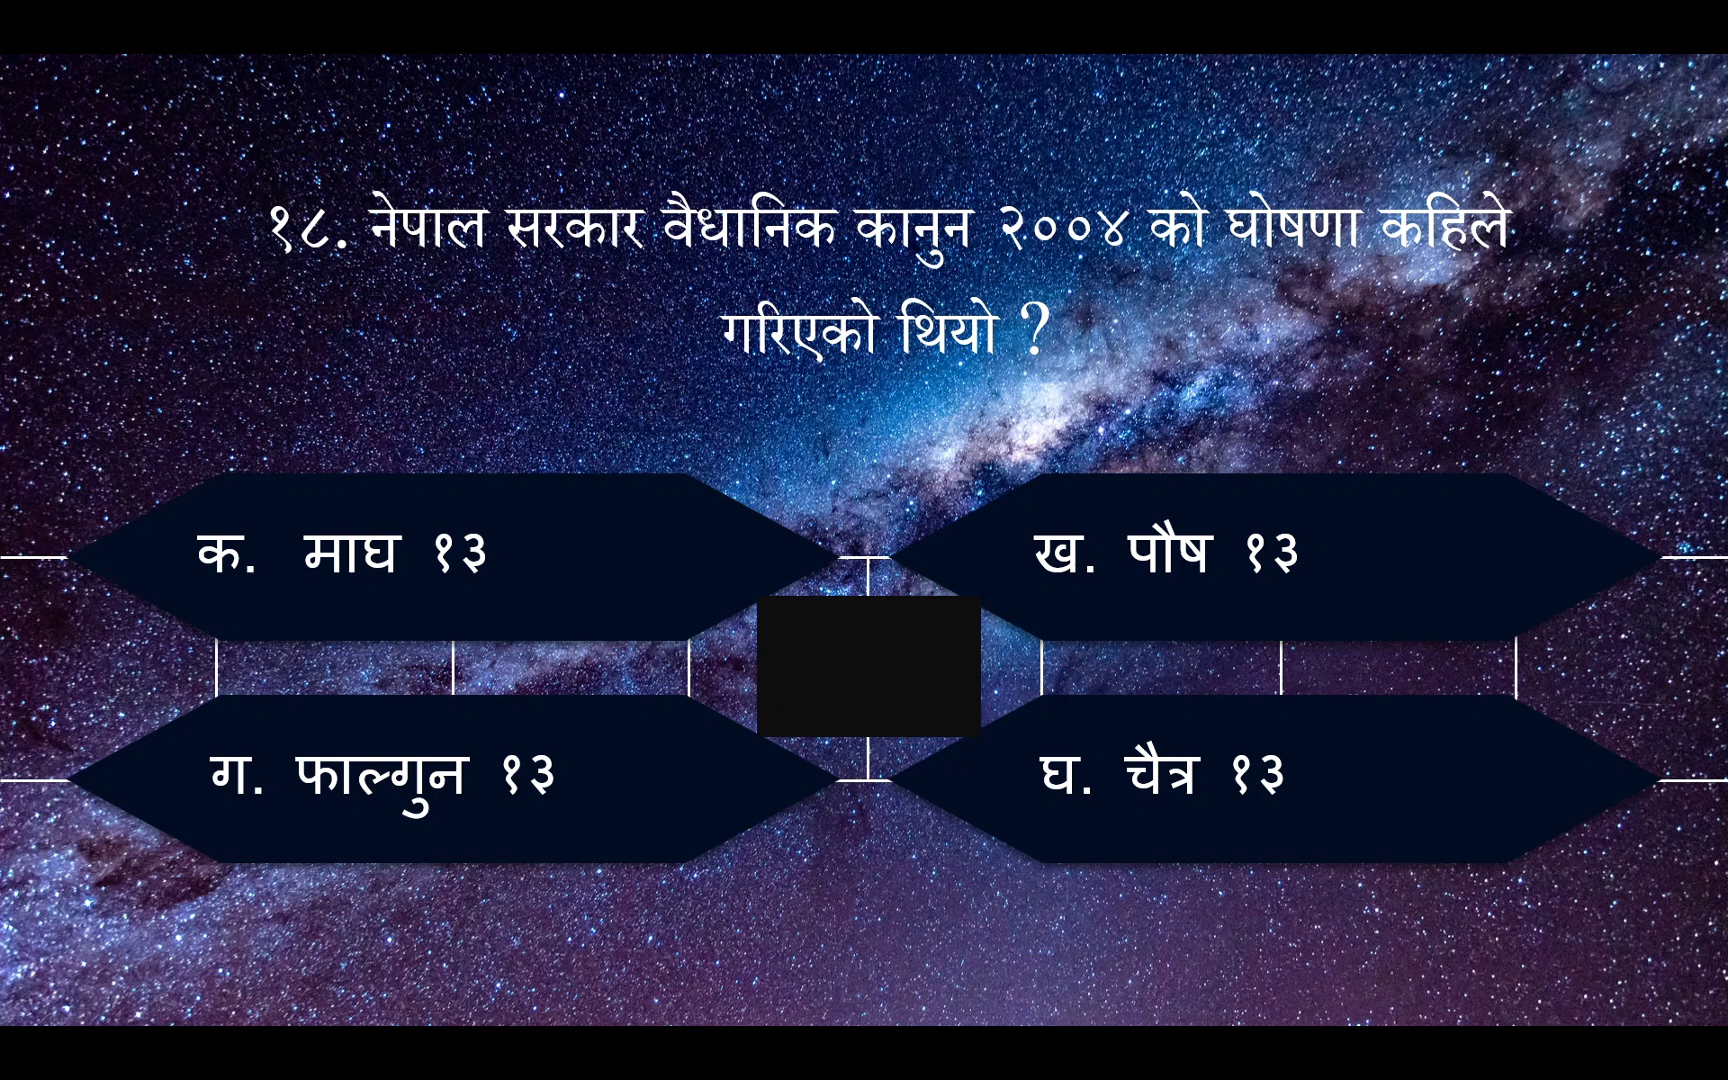 १८. नेपाल सरकार वैधानिक कानुन २००४ को घोषणा कहिले
गरिएको थियो ?
क. माघ १३
ख. पौष १३
ग. फाल्गुन १३
घ. चैत्र १३